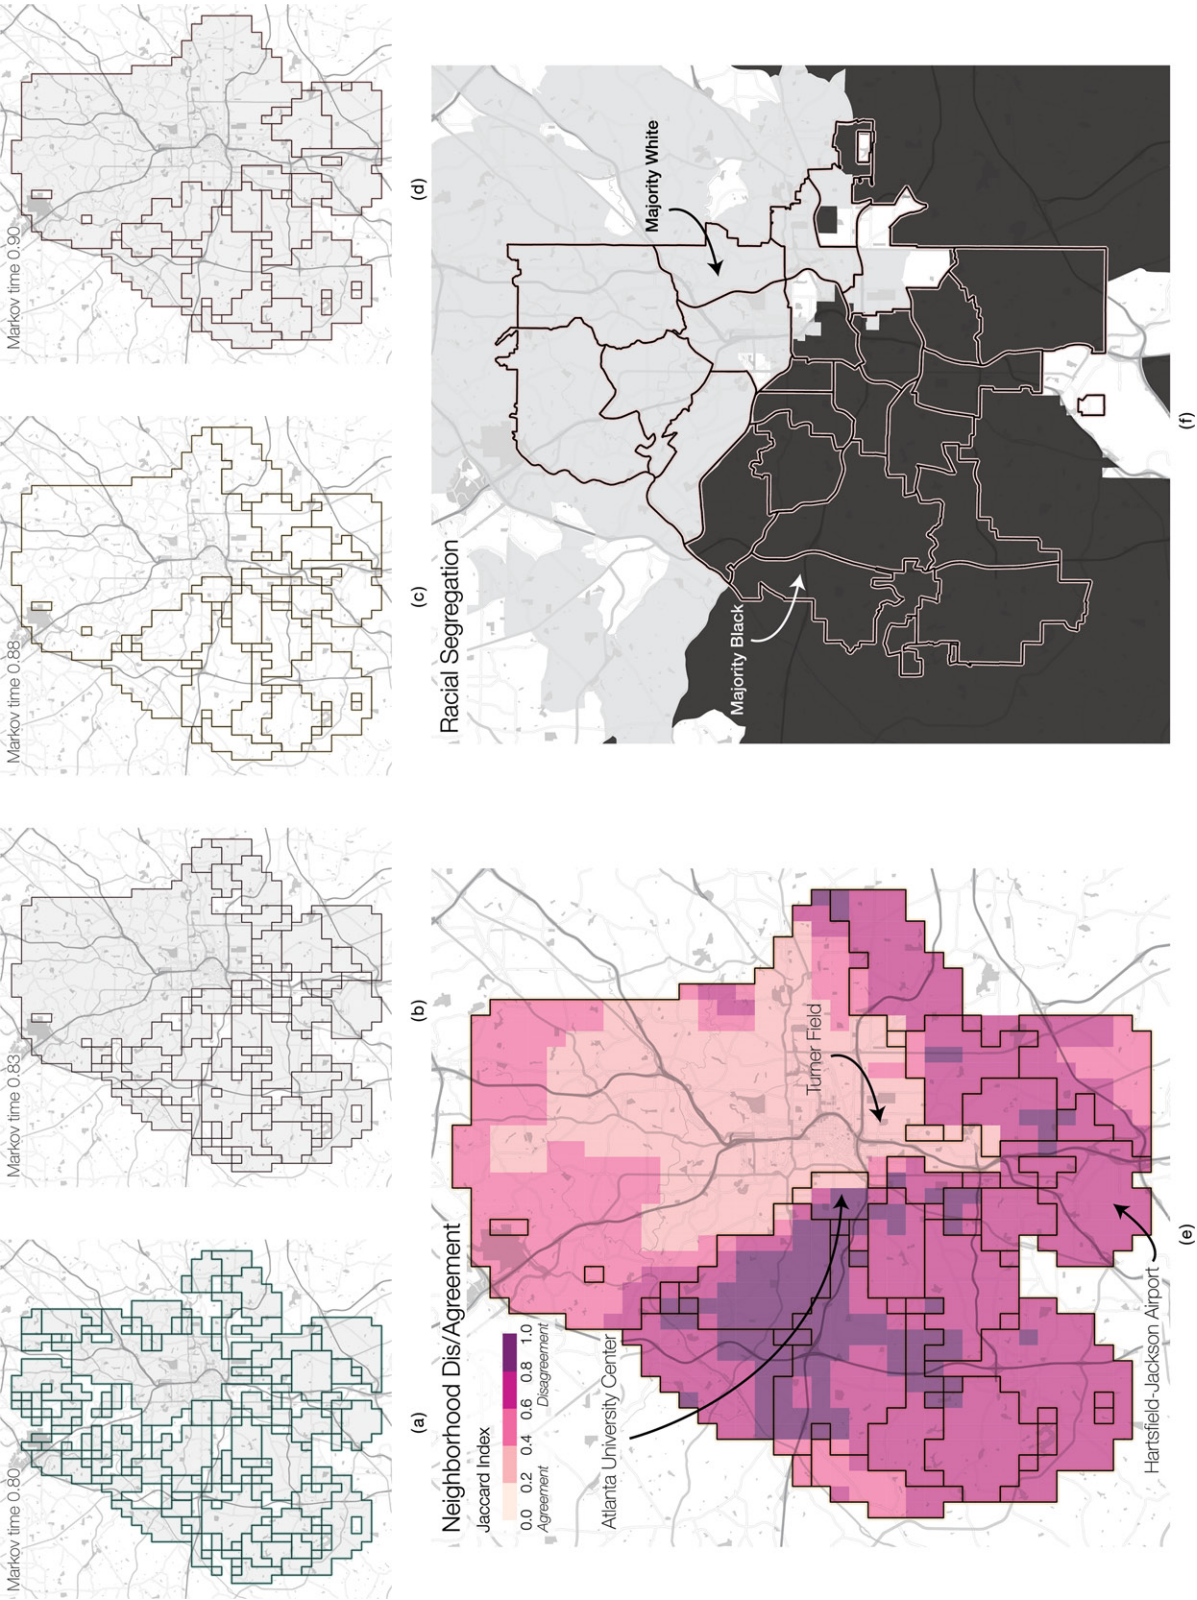 Markov time 0.80
(a)
Markov time 0.83
(b)
Markov time 0.88
(c)
Markov time 0.90
(d)
Neighborhood Dis/Agreement
Jaccard Index
0.0 0.2 0.4 0.6 0.8 1.0
Agreement Disagreement
Atlanta University Center
Turner Field
Hartsfield-Jackson Airport
(e)
Racial Segregation
Majority Black
Majority White
(f)